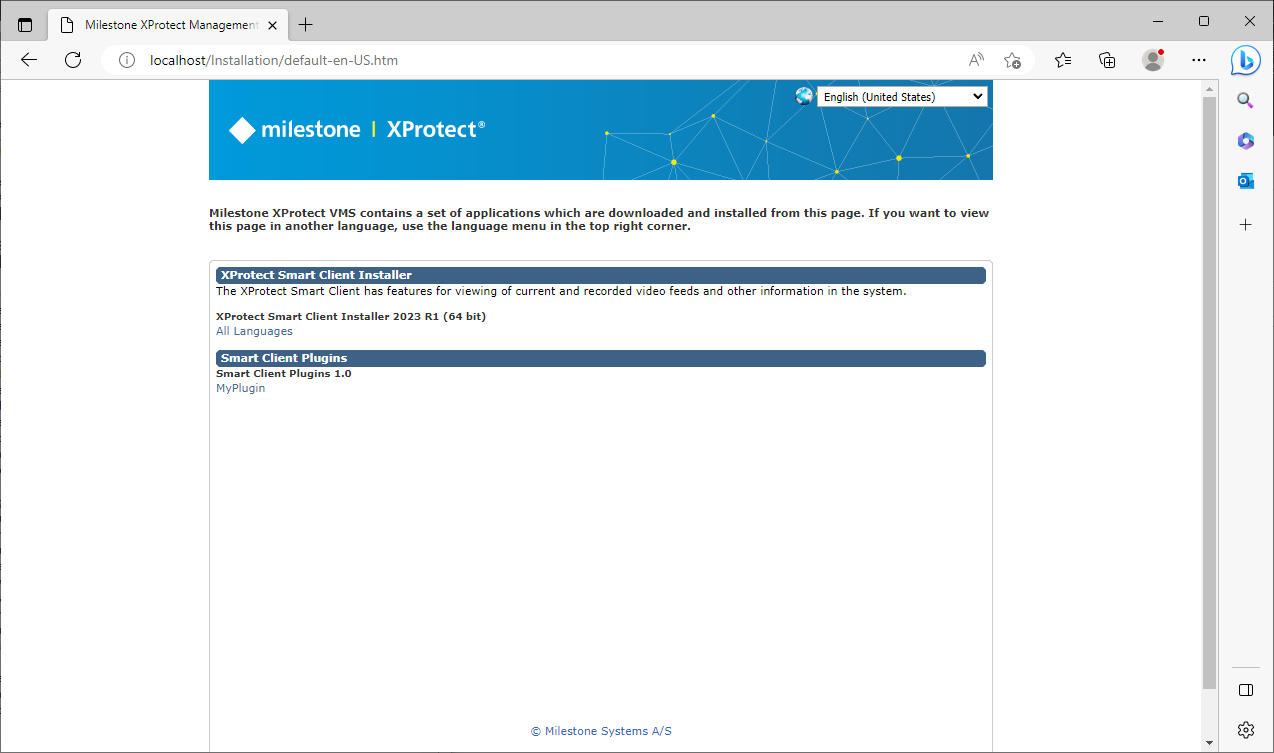 Milestone XProtect Management
localhost/Installation/default-en-US.htm
English (United States)
milestone | XProtect®
Milestone XProtect VMS contains a set of applications which are downloaded and installed from this page. If you want to view
this page in another language, use the language menu in the top right corner.
XProtect Smart Client Installer
The XProtect Smart Client has features for viewing of current and recorded video feeds and other information in the system.
XProtect Smart Client Installer 2023 R1 (64 bit)
All Languages
Smart Client Plugins
Smart Client Plugins 1.0
MyPlugin
© Milestone Systems A/S